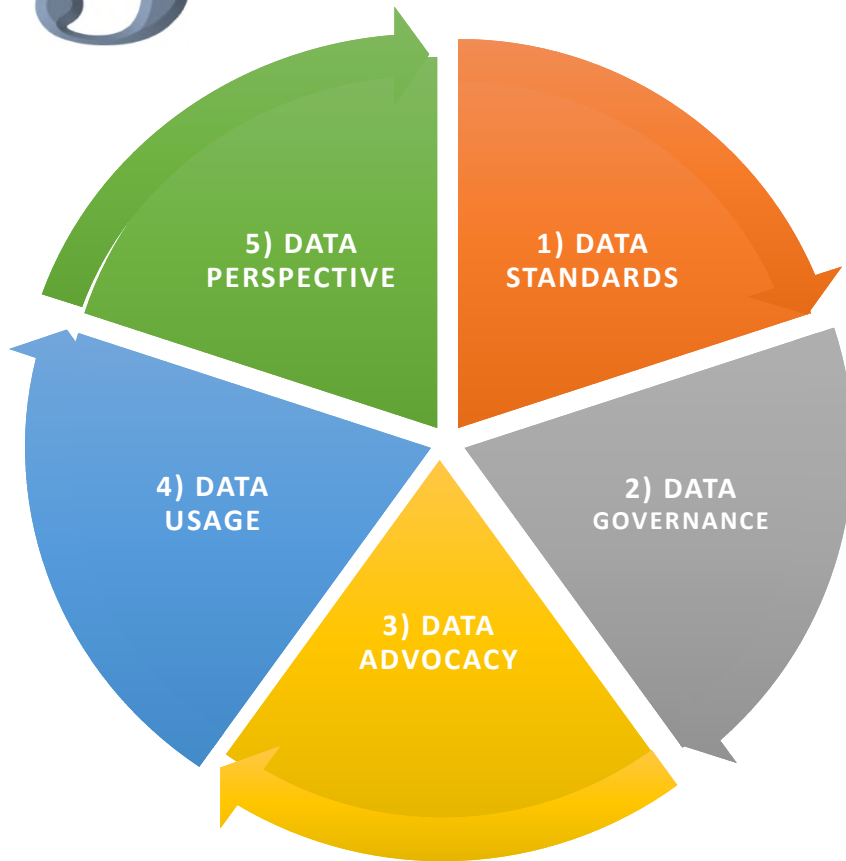 1) DATA
STANDARDS
2) DATA
GOVERNANCE
3) DATA
ADVOCACY
4) DATA
USAGE
5) DATA
PERSPECTIVE